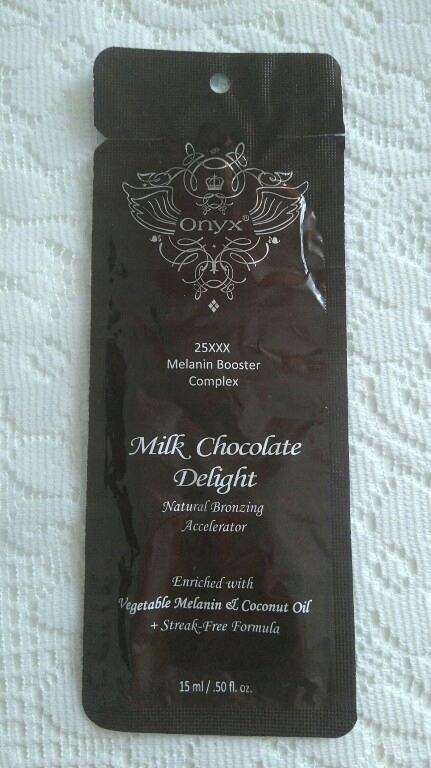 Onyx®
25XXX
Melanin Booster
Complex
Milk Chocolate
Delight
Natural Bronzing
Accelerator
Enriched with
Vegetable Melanin & Coconut Oil
+ Streak-Free Formula
15 ml / .50 fl. oz.